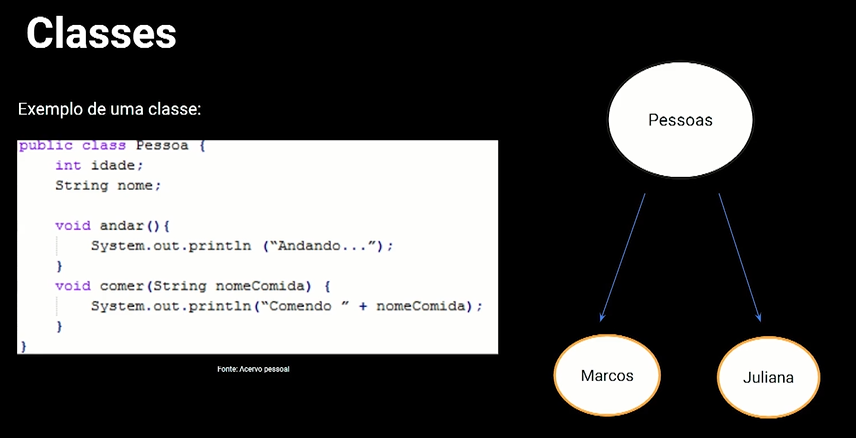 Classes
Exemplo de uma classe:
public class Pessoa {
int idade;
String nome;
void andar(){
System.out.println (“Andando...”);
}
void comer(String nomeComida) {
System.out.println(“Comendo ” + nomeComida);
}
}
Fonte: Acervo pessoal
Pessoas
Marcos
Juliana